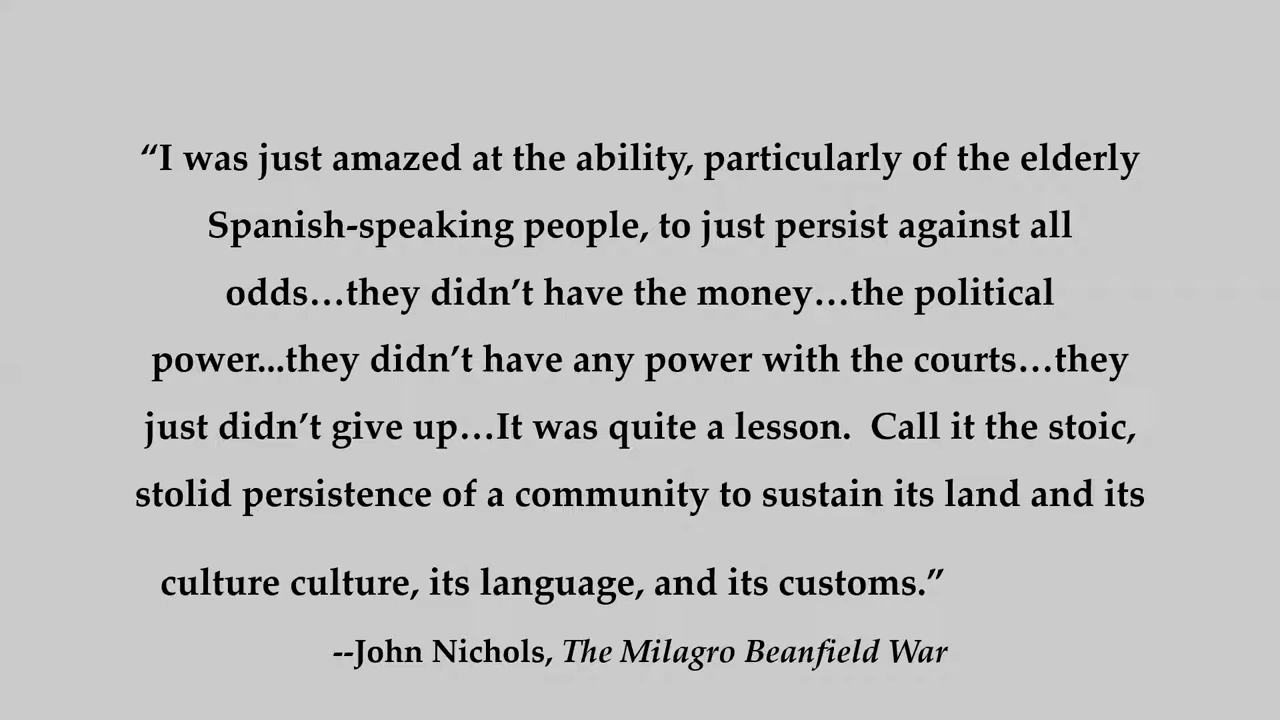 “I was just amazed at the ability, particularly of the elderly
Spanish-speaking people, to just persist against all
odds…they didn’t have the money…the political
power...they didn’t have any power with the courts…they
just didn’t give up…It was quite a lesson.  Call it the stoic,
stolid persistence of a community to sustain its land and its
culture culture, its language, and its customs.”
--John Nichols, The Milagro Beanfield War